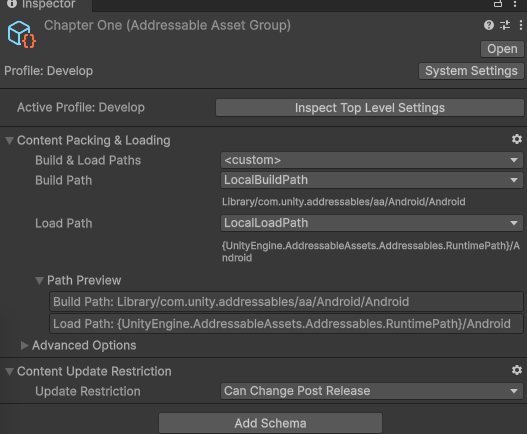 Inspector
Chapter One (Addressable Asset Group)
Open
Profile: Develop
System Settings
Active Profile: Develop
Inspect Top Level Settings
Content Packing & Loading
Build & Load Paths
<custom>
Build Path
LocalBuildPath
Library/com.unity.addressables/aa/Android/Android
Load Path
LocalLoadPath
{UnityEngine.AddressableAssets.Addressables.RuntimePath}/A
ndroid
Path Preview
Build Path: Library/com.unity.addressables/aa/Android/Android
Load Path: {UnityEngine.AddressableAssets.Addressables.RuntimePath}/Android
Advanced Options
Content Update Restriction
Update Restriction
Can Change Post Release
Add Schema